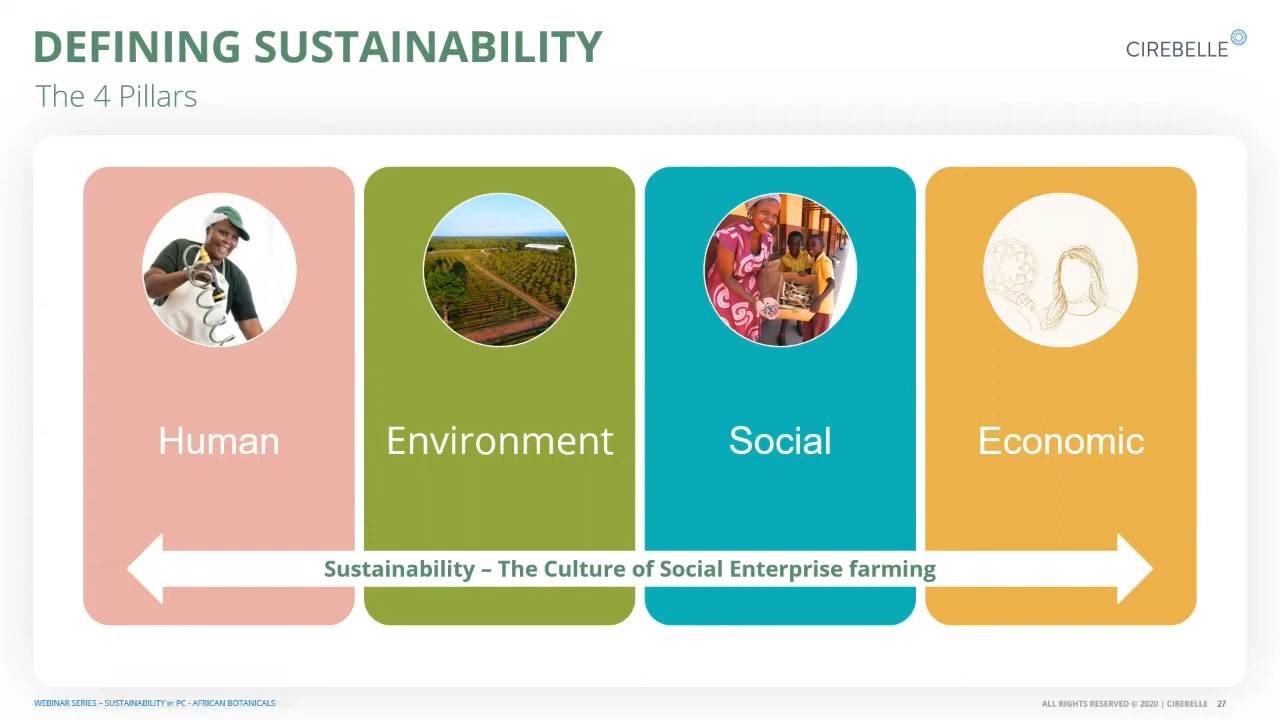 DEFINING SUSTAINABILITY
The 4 Pillars
CIREBELLE
Human
Environment
Social
Economic
Sustainability – The Culture of Social Enterprise farming
WEBINAR SERIES – SUSTAINABILITY in PC - AFRICAN BOTANICALS
ALL RIGHTS RESERVED © 2020 | CIREBELLE 27